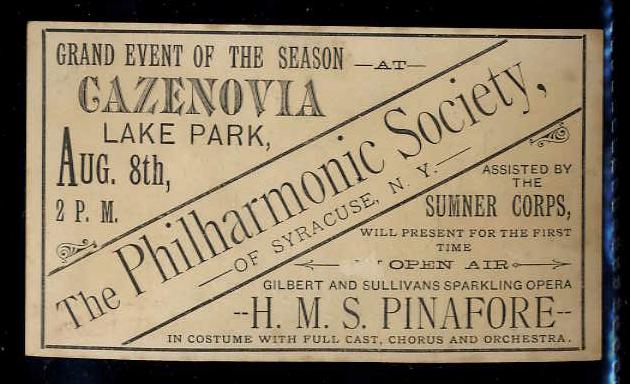 GRAND EVENT OF THE SEASON —AT—
CAZENOVIA
LAKE PARK,
AUG. 8th,
2 P. M.
The Philharmonic Society,
—OF SYRACUSE, N. Y.—
ASSISTED BY
THE
SUMNER CORPS,
WILL PRESENT FOR THE FIRST
TIME
OPEN AIR
GILBERT AND SULLIVANS SPARKLING OPERA
--H. M. S. PINAFORE--
IN COSTUME WITH FULL CAST, CHORUS AND ORCHESTRA.